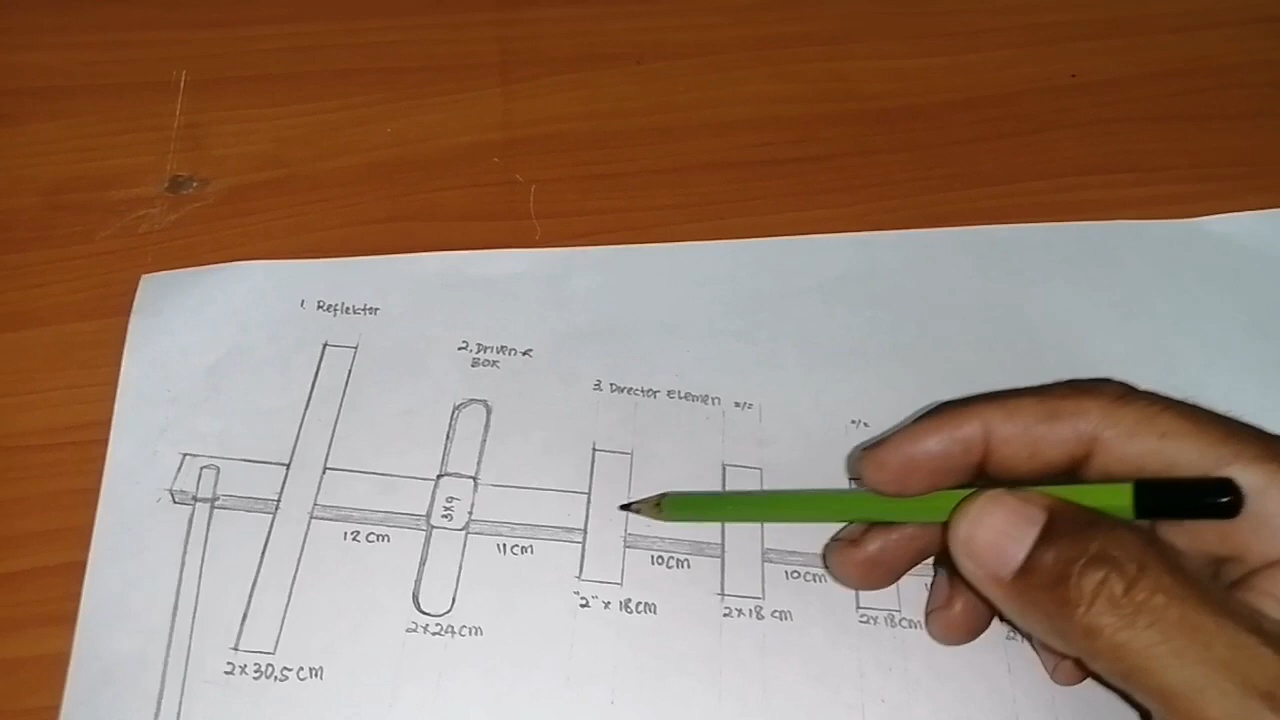 1. Reflektor
2. Driven-R
BOX
3. Director Elemen =/=
=/=
3x9
12 cm
11 cm
10 cm
10 cm
2x30,5 cm
2x24 cm
"2" x 18 cm
2x18 cm
2x18 cm